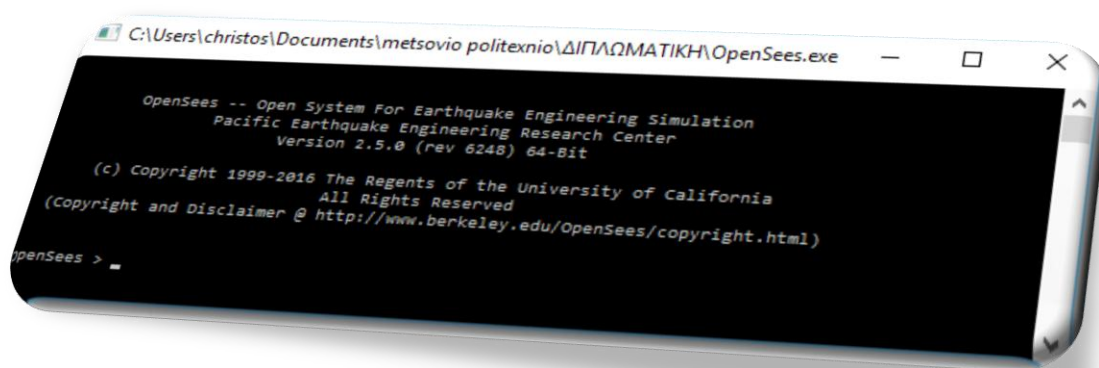 C:\Users\christos\Documents\metsovio politexnio\ΔΙΠΛΩΜΑΤΙΚΗ\OpenSees.exe
OpenSees -- Open System For Earthquake Engineering Simulation
Pacific Earthquake Engineering Research Center
Version 2.5.0 (rev 6248) 64-Bit
(c) Copyright 1999-2016 The Regents of the University of California
All Rights Reserved
(Copyright and Disclaimer @ http://www.berkeley.edu/OpenSees/copyright.html)
OpenSees > _